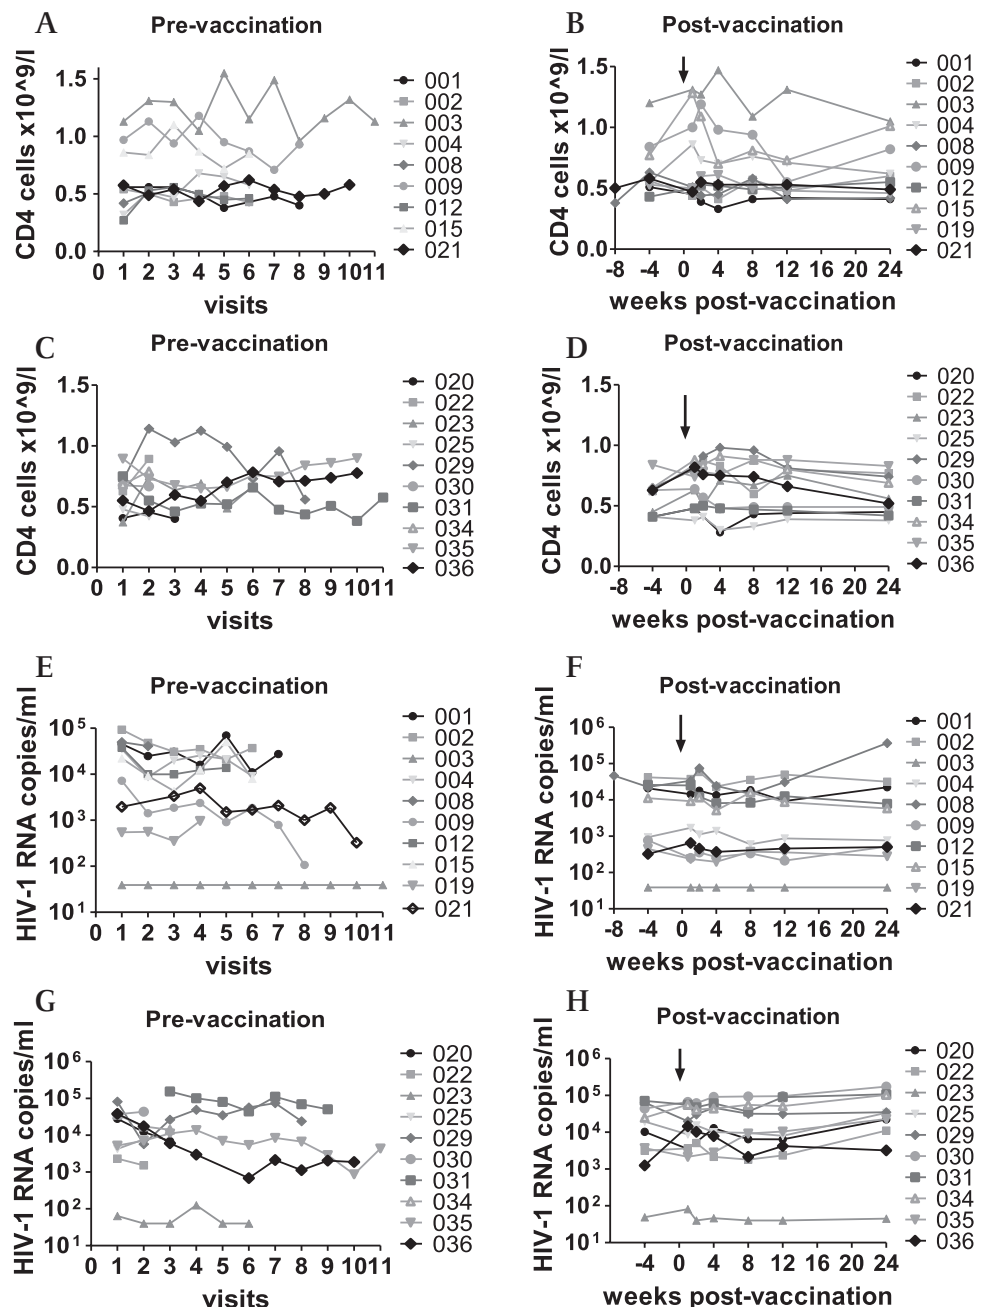 A
Pre-vaccination
CD4 cells x10^9/l
1.5
1.0
0.5
0.0
0 1 2 3 4 5 6 7 8 9 10 11
visits
001
002
003
004
008
009
012
015
021
B
Post-vaccination
CD4 cells x10^9/l
1.5
1.0
0.5
0.0
-8 -4 0 4 8 12 16 20 24
weeks post-vaccination
001
002
003
004
008
009
012
015
019
021
C
Pre-vaccination
CD4 cells x10^9/l
1.5
1.0
0.5
0.0
0 1 2 3 4 5 6 7 8 9 10 11
visits
020
022
023
025
029
030
031
034
035
036
D
Post-vaccination
CD4 cells x10^9/l
1.5
1.0
0.5
0.0
-8 -4 0 4 8 12 16 20 24
weeks post-vaccination
020
022
023
025
029
030
031
034
035
036
E
Pre-vaccination
HIV-1 RNA copies/ml
10^5
10^4
10^3
10^2
10^1
0 1 2 3 4 5 6 7 8 9 10 11
visits
001
002
003
004
008
009
012
015
019
021
F
Post-vaccination
HIV-1 RNA copies/ml
10^6
10^5
10^4
10^3
10^2
10^1
-8 -4 0 4 8 12 16 20 24
weeks post-vaccination
001
002
003
004
008
009
012
015
019
021
G
Pre-vaccination
HIV-1 RNA copies/ml
10^6
10^5
10^4
10^3
10^2
10^1
0 1 2 3 4 5 6 7 8 9 10 11
visits
020
022
023
025
029
030
031
034
035
036
H
Post-vaccination
HIV-1 RNA copies/ml
10^6
10^5
10^4
10^3
10^2
10^1
-4 0 4 8 12 16 20 24
weeks post-vaccination
020
022
023
025
029
030
031
034
035
036